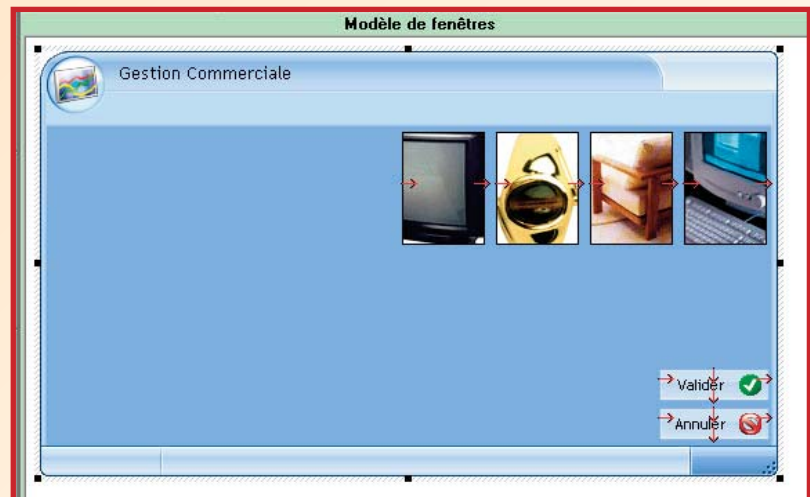 Modèle de fenêtres
Gestion Commerciale
Valider
Annuler